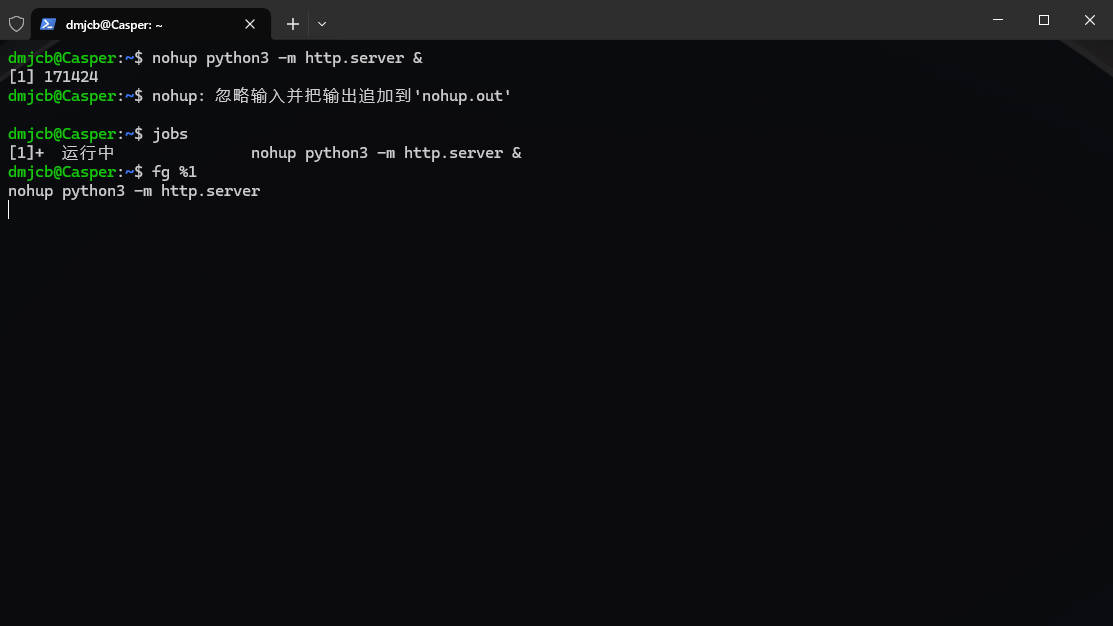 dmjcb@Casper: ~
dmjcb@Casper:~$ nohup python3 -m http.server &
[1] 171424
dmjcb@Casper:~$ nohup: 忽略输入并把输出追加到'nohup.out'
dmjcb@Casper:~$ jobs
[1]+  运行中               nohup python3 -m http.server &
dmjcb@Casper:~$ fg %1
nohup python3 -m http.server